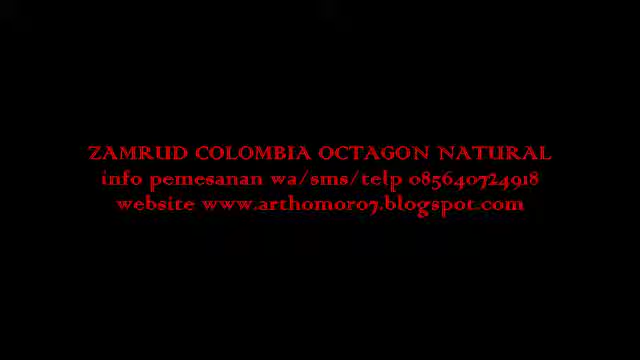 ZAMRUD COLOMBIA OCTAGON NATURAL
info pemesanan wa/sms/telp 085640724918
website www.arthomoro7.blogspot.com